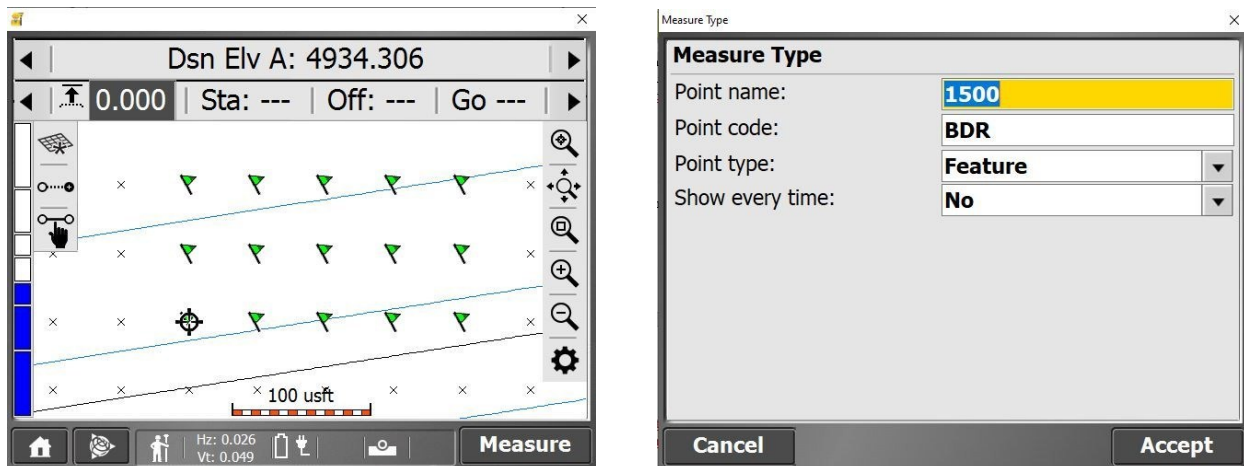 Dsn Elv A: 4934.306
0.000 | Sta: --- | Off: --- | Go ---
100 usft
Hz: 0.026
Vt: 0.049
Measure
Measure Type
Measure Type
Point name: 1500
Point code: BDR
Point type: Feature
Show every time: No
Cancel Accept